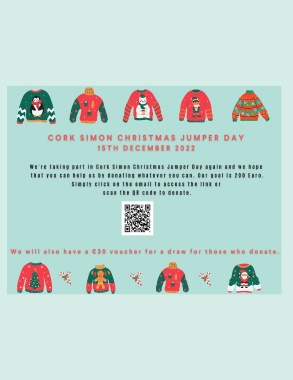 CORK SIMON CHRISTMAS JUMPER DAY
15TH DECEMBER 2022
We're taking part in Cork Simon Christmas Jumper Day again and we hope
that you can help us by donating whatever you can. Our goal is 200 Euro.
Simply click on the email to access the link or
scan the QR code to donate.
We will also have a €30 voucher for a draw for those who donate.